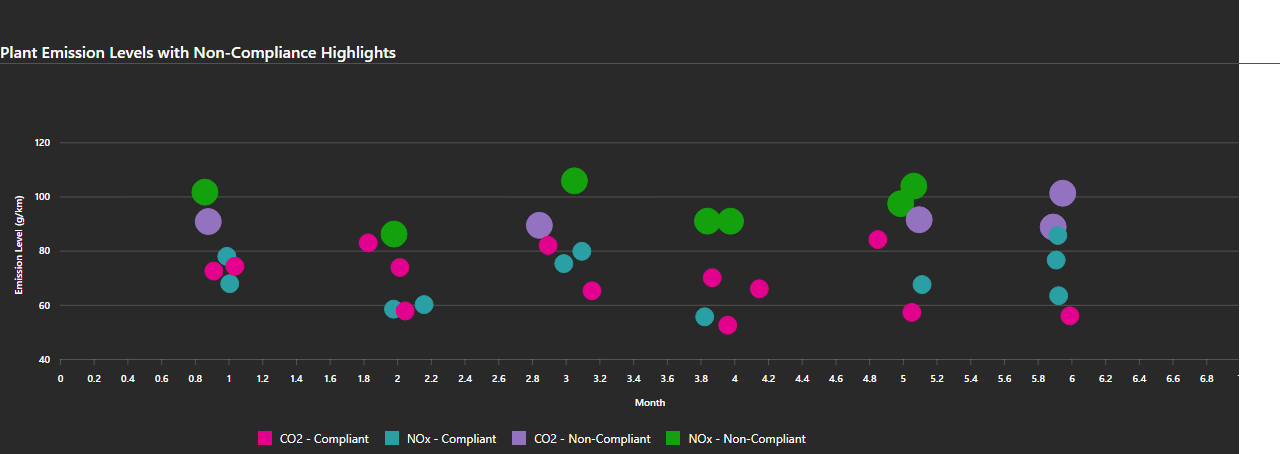 Plant Emission Levels with Non-Compliance Highlights
120
100
80
60
40
Emission Level (g/km)
0 0.2 0.4 0.6 0.8 1 1.2 1.4 1.6 1.8 2 2.2 2.4 2.6 2.8 3 3.2 3.4 3.6 3.8 4 4.2 4.4 4.6 4.8 5 5.2 5.4 5.6 5.8 6 6.2 6.4 6.6 6.8
Month
CO2 - Compliant NOx - Compliant CO2 - Non-Compliant NOx - Non-Compliant